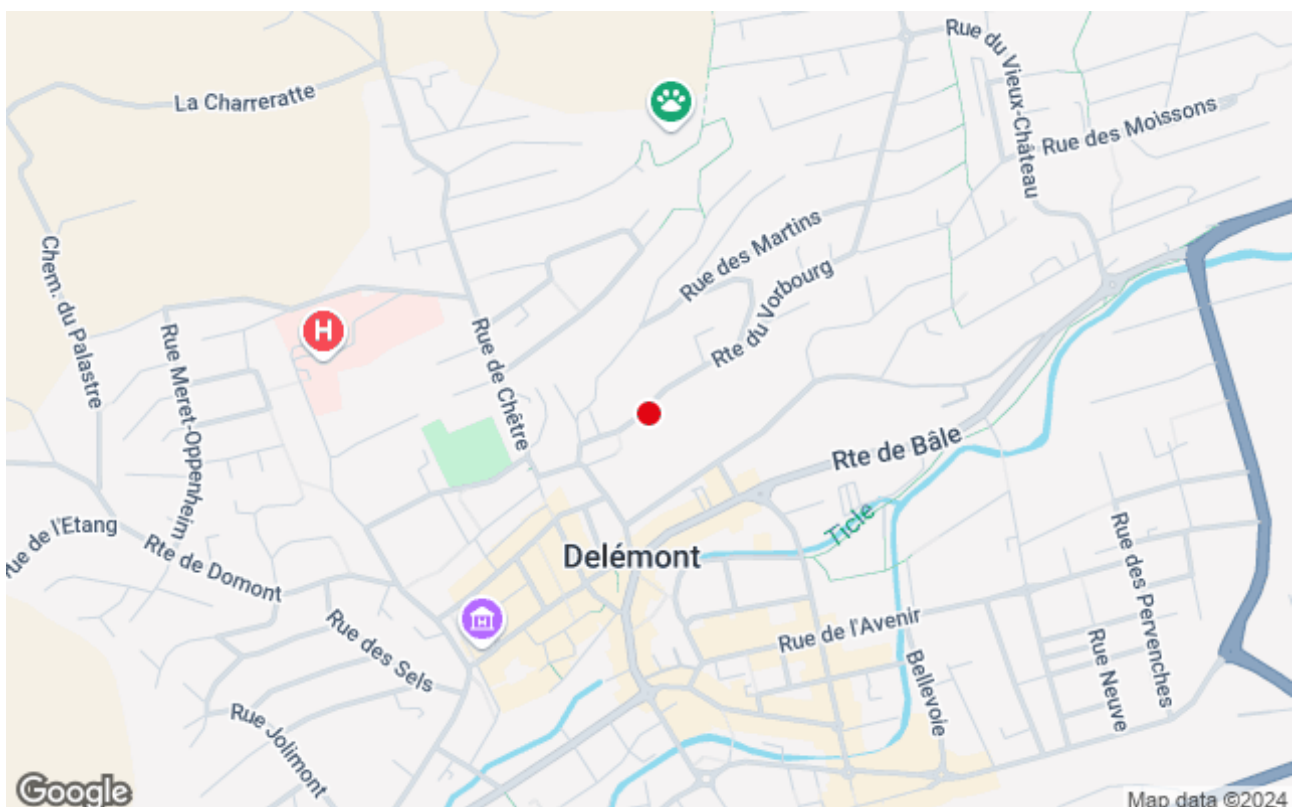 Rue du Vieux-Château
La Charreratte
Rue des Moissons
Chem. du Palastre
Rue des Martins
Rte du Vorbourg
H
Rue Meret-Oppenheim
Rue de Chêtre
Rte de Bâle
Rue de l'Etang
Rte de Domont
Delémont
Ticle
Rue des Pervenches
Rue de l'Avenir
Rue des Sels
Bellevoie
Rue Neuve
Rue Jolimont
Google
Map data ©2024